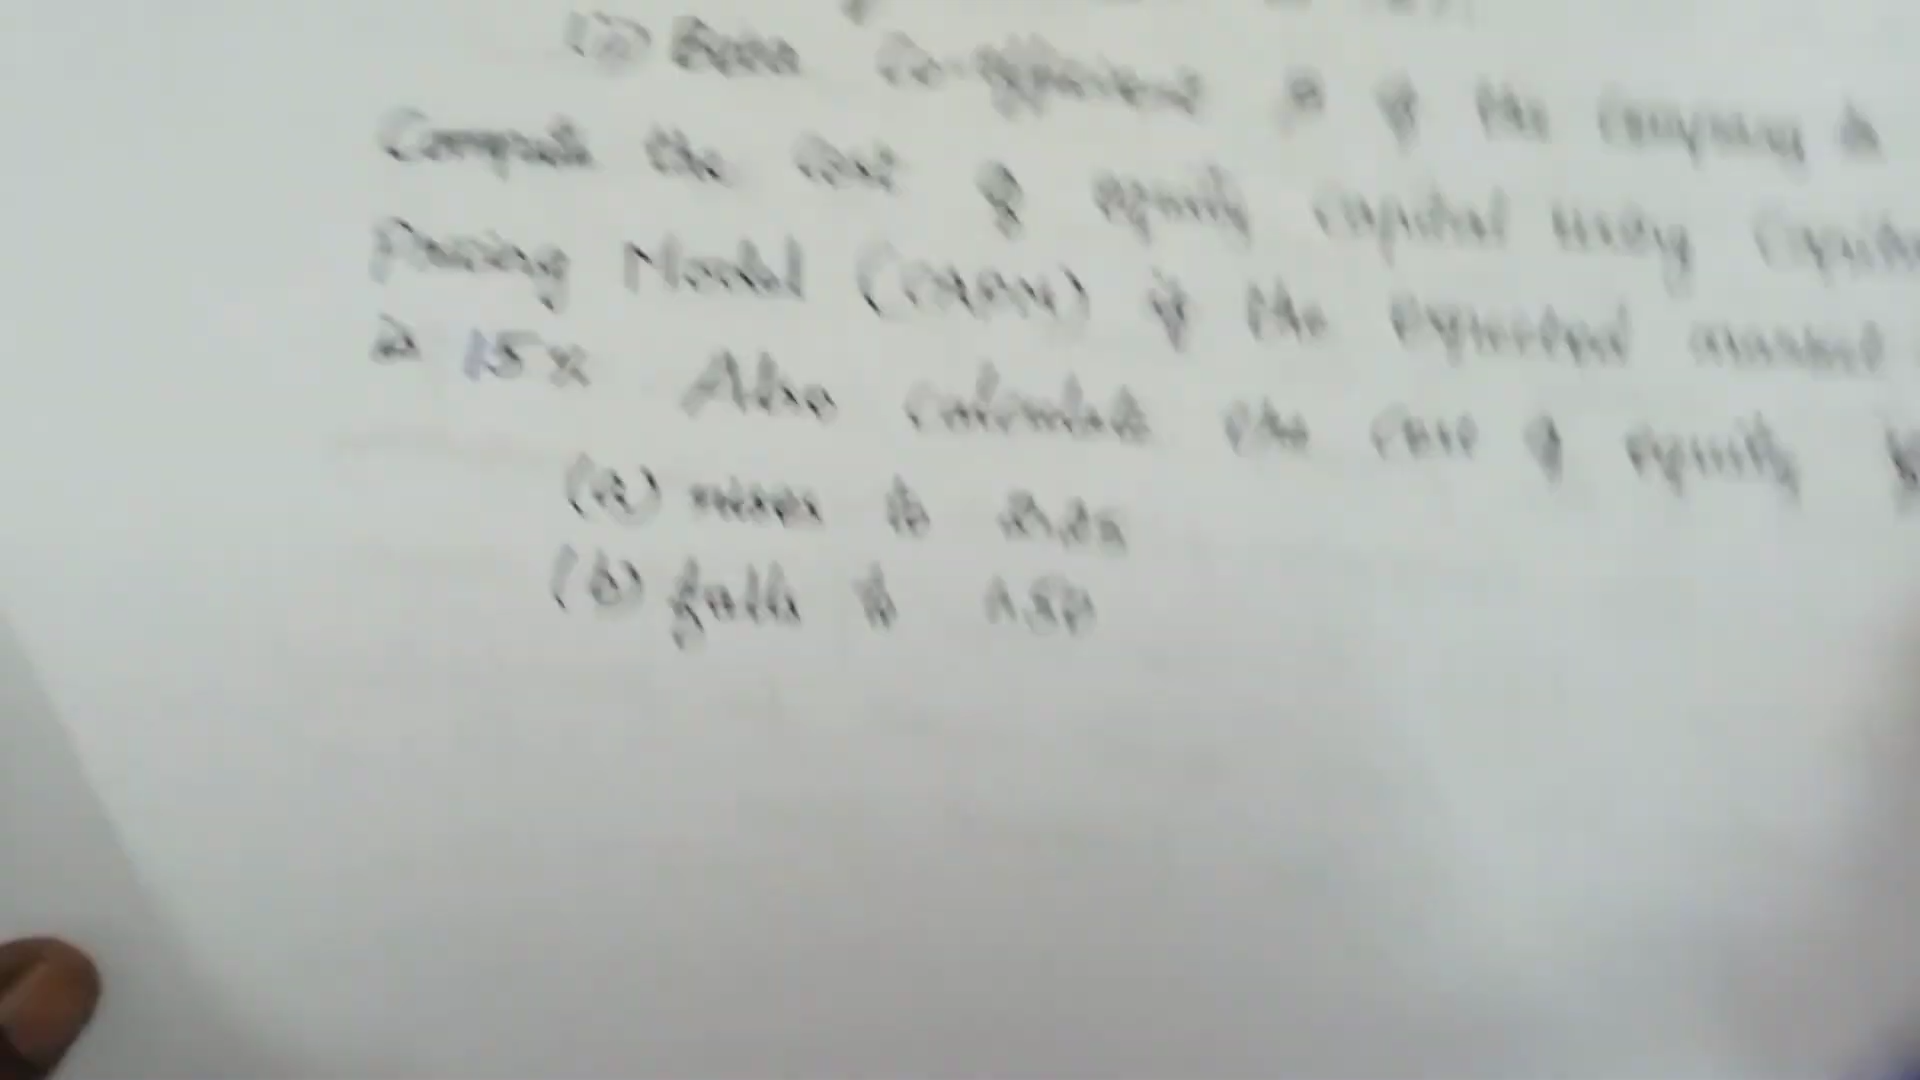 (ii) Beta Co-efficient β of the company is
Compute the cost of equity capital using Capital
Pricing Model (CAPM) if the expected market
is 15% Also calculate the cost of equity
(a) rises to
(b) falls to